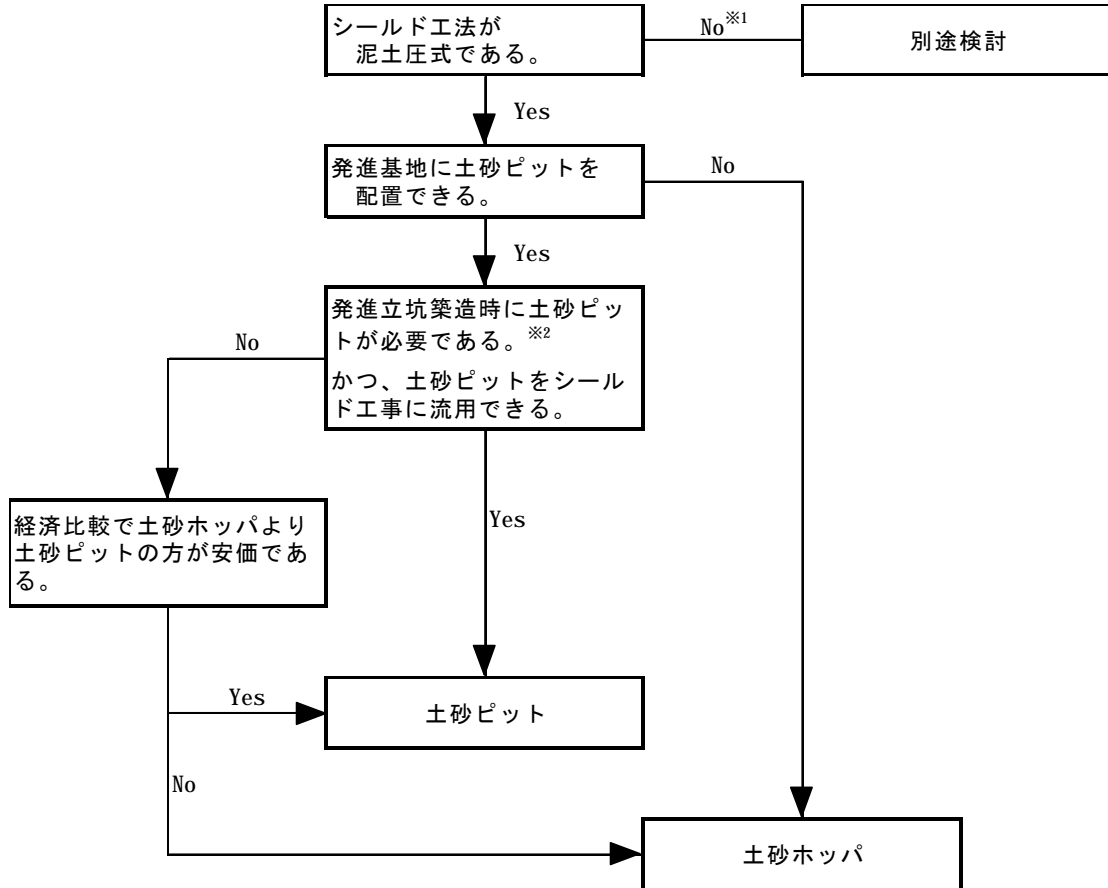 シールド工法が
泥土圧式である。
No※1
別途検討
Yes
発進基地に土砂ピットを
配置できる。
No
Yes
発進立坑築造時に土砂ピッ
トが必要である。※2
かつ、土砂ピットをシール
ド工事に流用できる。
No
Yes
経済比較で土砂ホッパより
土砂ピットの方が安価であ
る。
Yes
土砂ピット
No
土砂ホッパ